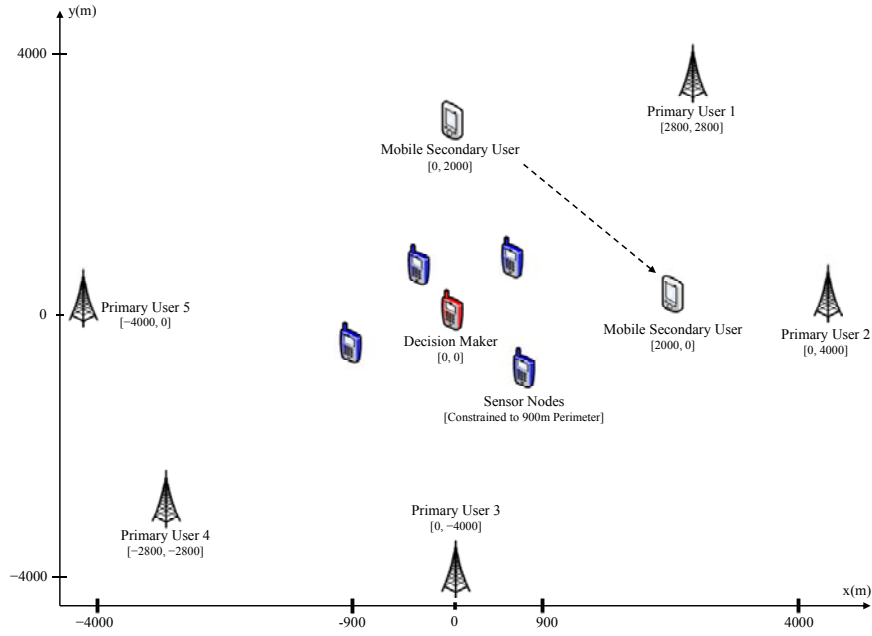 y(m)
4000
Primary User 1
[2800, 2800]
Mobile Secondary User
[0, 2000]
0
Primary User 5
[−4000, 0]
Decision Maker
[0, 0]
Mobile Secondary User
[2000, 0]
Primary User 2
[0, 4000]
Sensor Nodes
[Constrained to 900m Perimeter]
Primary User 3
[0, −4000]
Primary User 4
[−2800, −2800]
−4000
x(m)
−4000
-900
0
900
4000